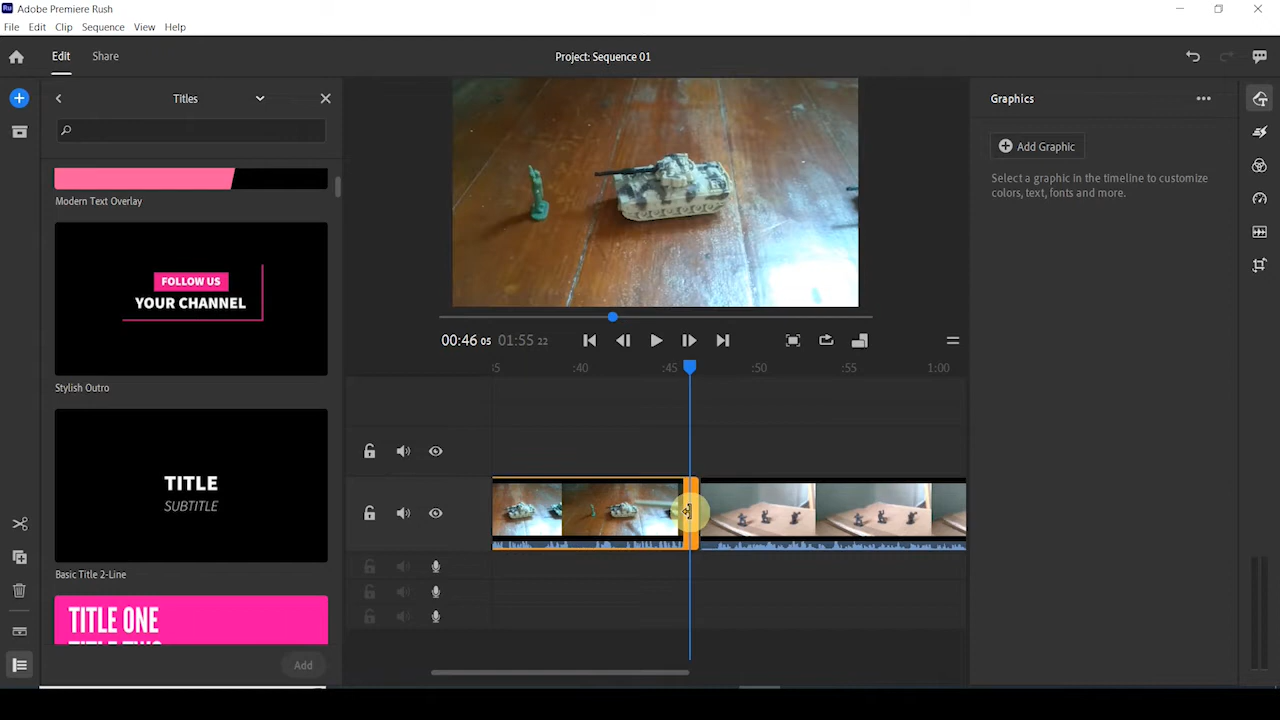 Ru Adobe Premiere Rush
File Edit Clip Sequence View Help
Edit Share Project: Sequence 01
Titles
Modern Text Overlay
FOLLOW US
YOUR CHANNEL
Stylish Outro
TITLE
SUBTITLE
Basic Title 2-Line
TITLE ONE
Add
00:46 05 01:55 22
:40 :45 :50 :55 1:00
Graphics
Add Graphic
Select a graphic in the timeline to customize
colors, text, fonts and more.